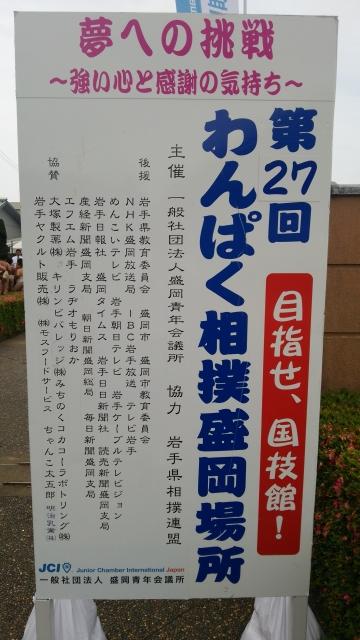 夢への挑戦
～強い心と感謝の気持ち～
第27回
わんぱく相撲盛岡場所
目指せ、国技館！
主催 一般社団法人盛岡青年会議所 協力 岩手県相撲連盟
後援 岩手県教育委員会 盛岡市 盛岡市教育委員会
NHK盛岡放送局 IBC岩手放送 テレビ岩手
めんこいテレビ 岩手朝日テレビ 岩手ケーブルテレビジョン
岩手日報社 盛岡タイムス 岩手日日新聞社 読売新聞盛岡支局
産経新聞盛岡支局 朝日新聞盛岡総局 毎日新聞盛岡支局
エフエム岩手 ラヂオもりおか
協賛 大塚製薬㈱ キリンビバレッジ㈱ みちのくコカコーラボトリング㈱
岩手ヤクルト販売㈱ ㈱モスフードサービス ちゃんこ太五郎 明治乳業㈱
JCI Junior Chamber International Japan
一般社団法人 盛岡青年会議所